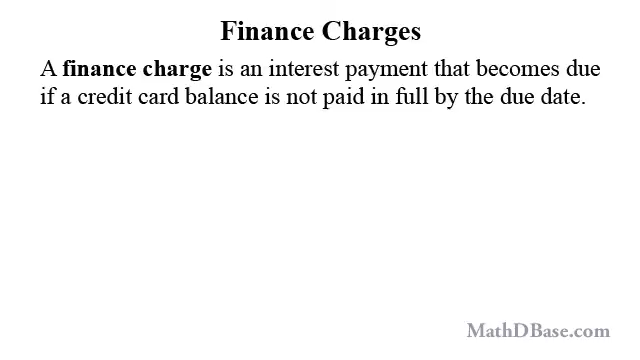 Finance Charges
A finance charge is an interest payment that becomes due
if a credit card balance is not paid in full by the due date.
MathDBase.com